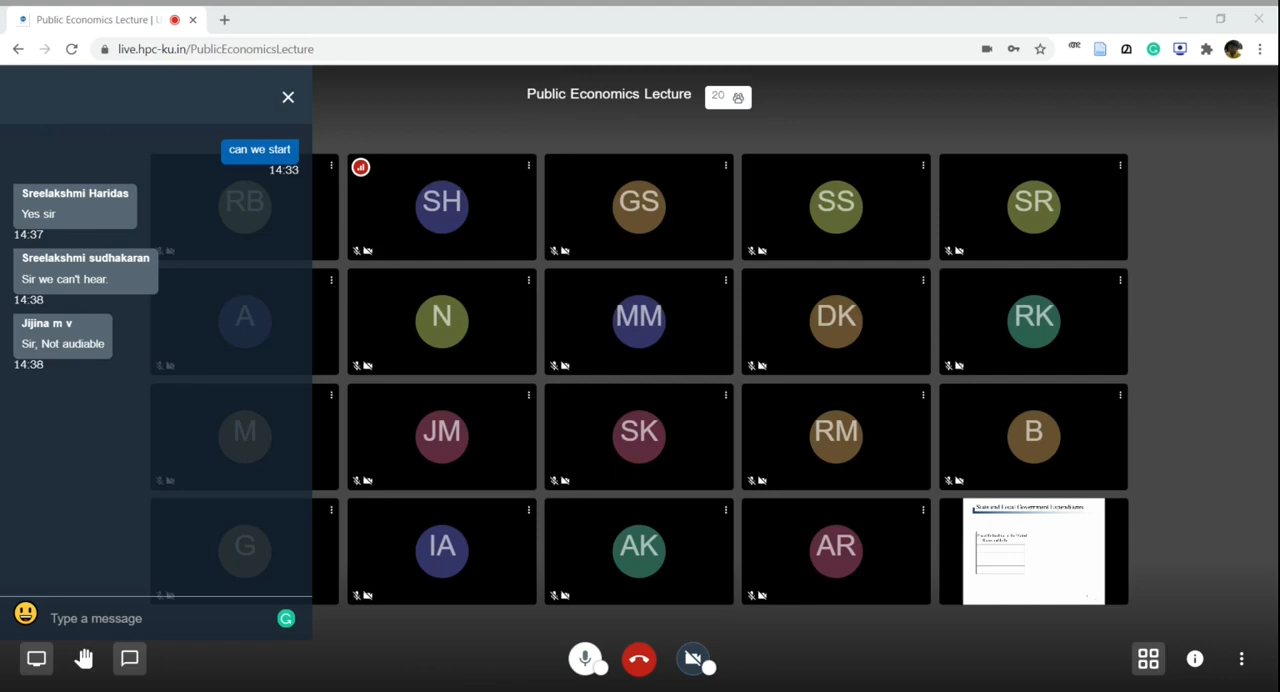 Public Economics Lecture | U
live.hpc-ku.in/PublicEconomicsLecture
Public Economics Lecture
20
can we start
14:33
Sreelakshmi Haridas
Yes sir
14:37
Sreelakshmi sudhakaran
Sir we can't hear.
14:38
Jijina m v
Sir, Not audiable
14:38
RB
SH
GS
SS
SR
A
N
MM
DK
RK
M
JM
SK
RM
B
G
IA
AK
AR
State and Local Government Expenditures
Type a message